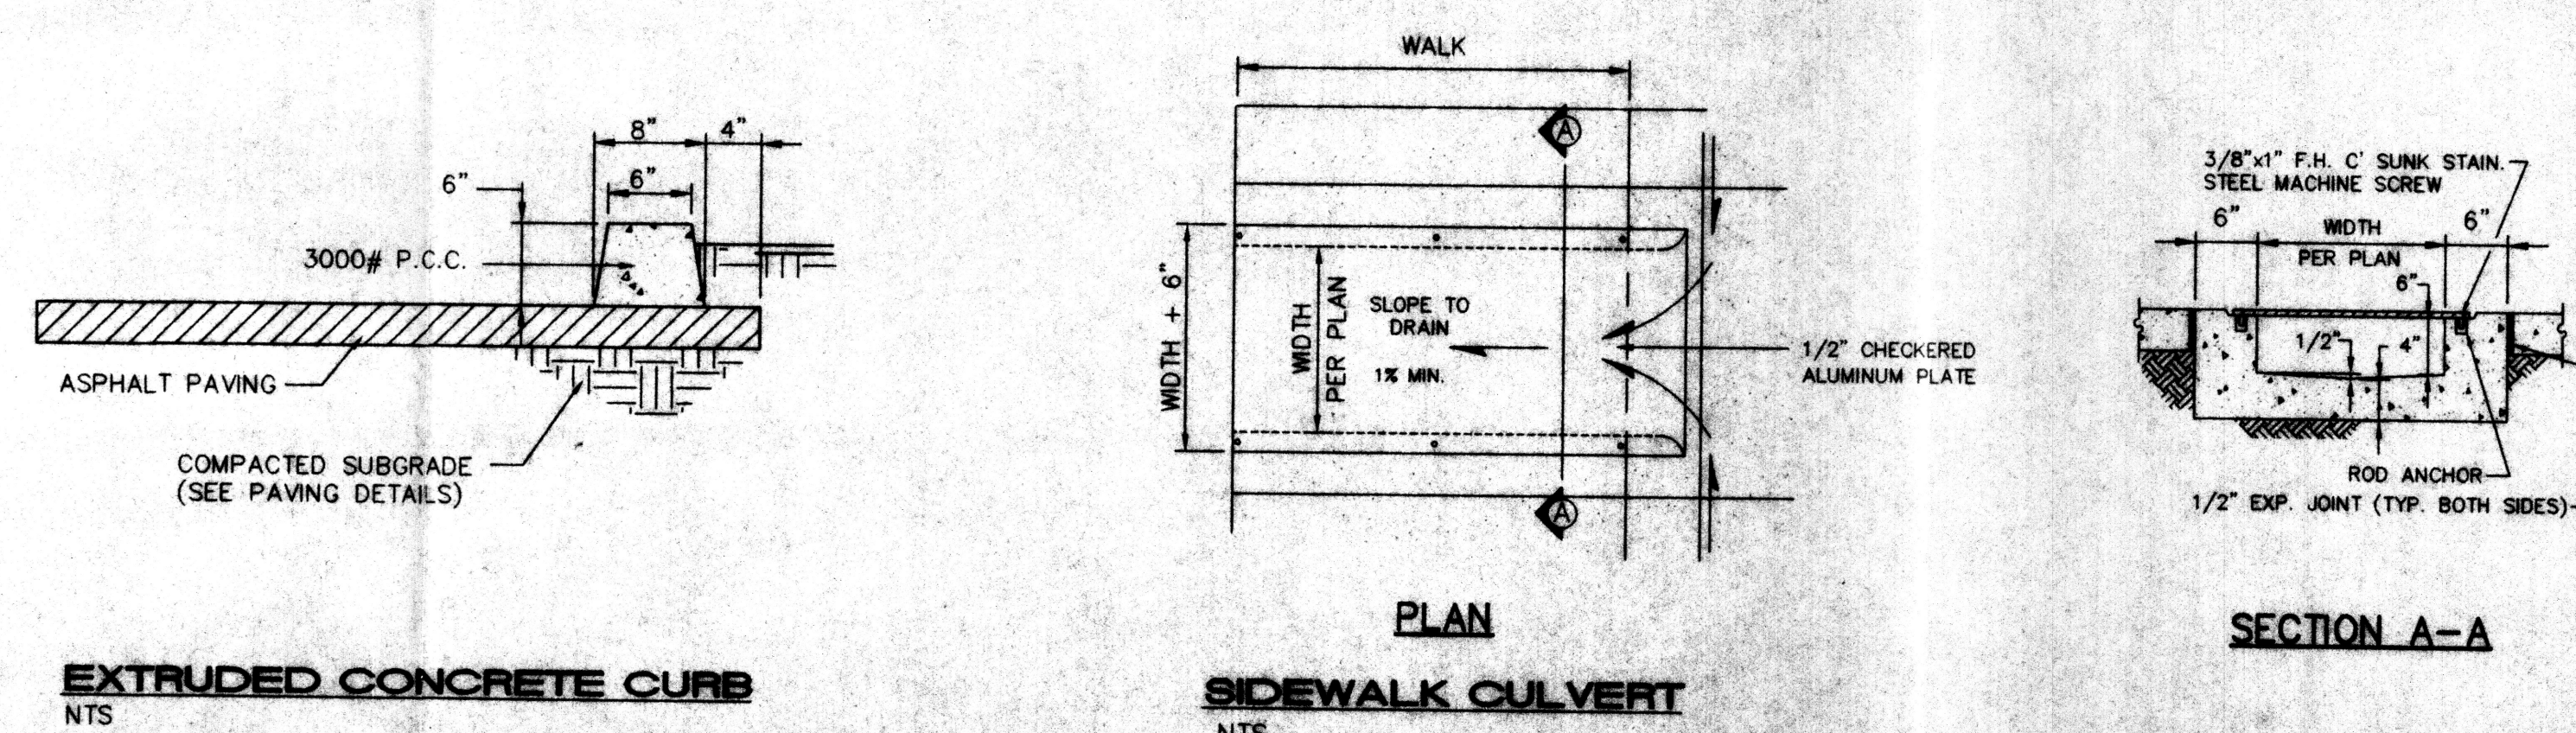 8"
4"
6"
6"
3000# P.C.C.
ASPHALT PAVING
COMPACTED SUBGRADE
(SEE PAVING DETAILS)
EXTRUDED CONCRETE CURB
NTS
WALK
A
WIDTH + 6"
WIDTH
PER PLAN
SLOPE TO
DRAIN
1% MIN.
1/2" CHECKERED
ALUMINUM PLATE
A
PLAN
SIDEWALK CULVERT
NTS
3/8"x1" F.H. C' SUNK STAIN.
STEEL MACHINE SCREW
6"
WIDTH
PER PLAN
6"
6"
1/2"
4"
ROD ANCHOR
1/2" EXP. JOINT (TYP. BOTH SIDES)
SECTION A-A